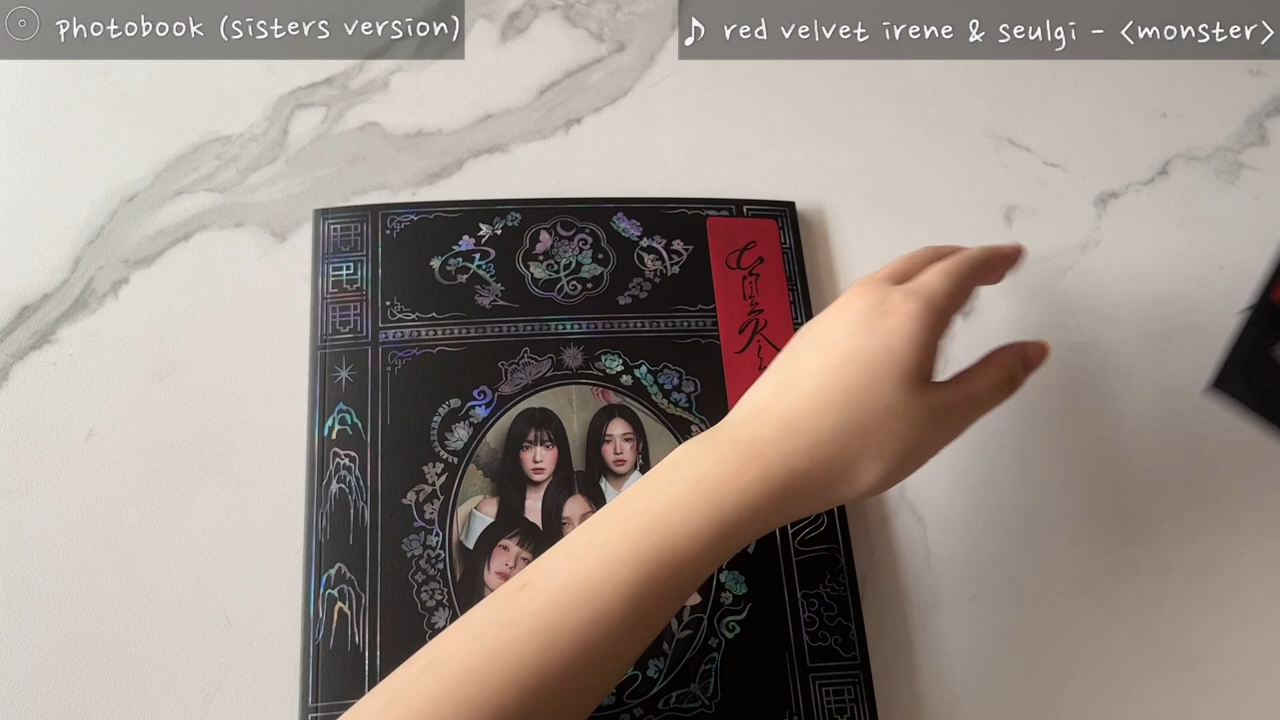 photobook (sisters version)
♪ red velvet irene & seulgi - <monster>